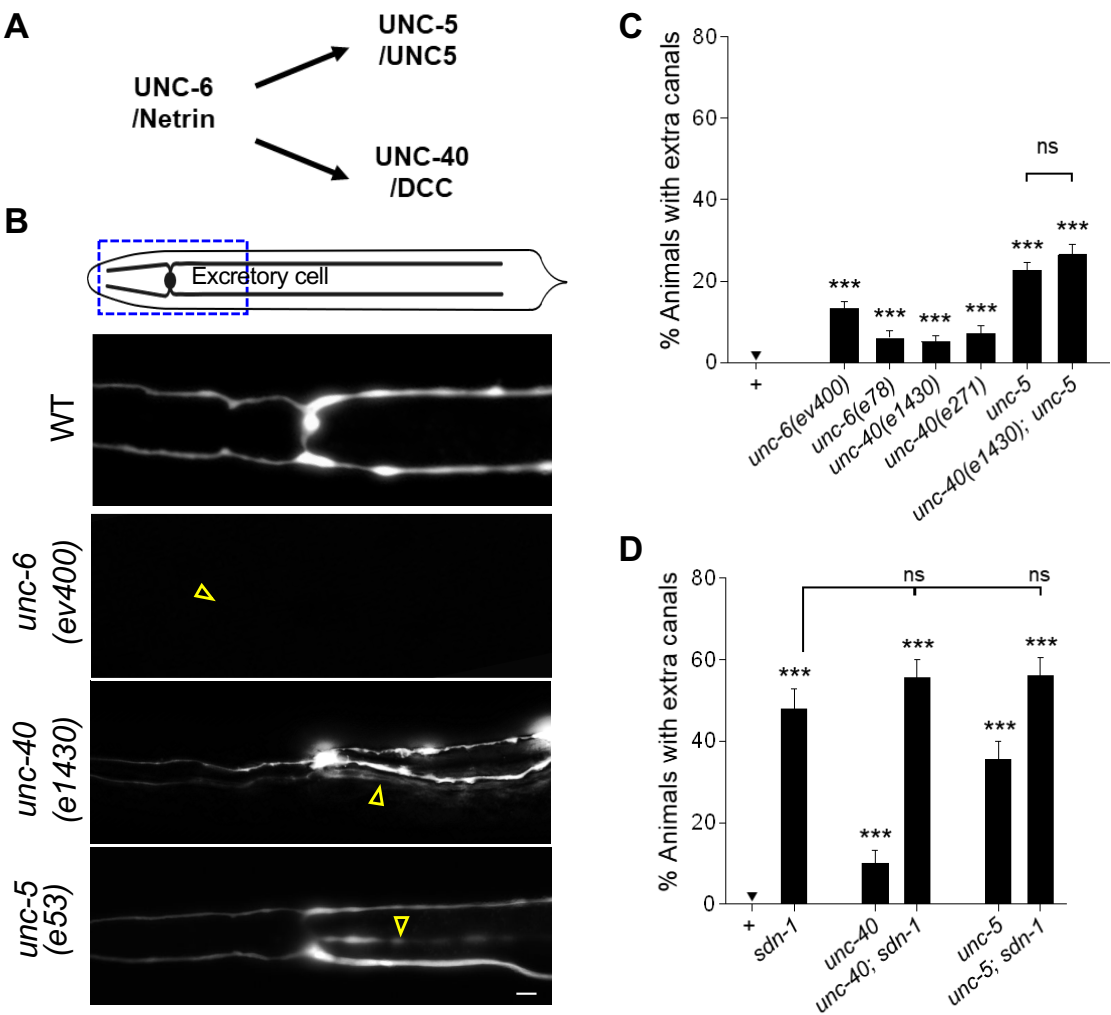 A
UNC-6
/Netrin
UNC-5
/UNC5
UNC-40
/DCC
B
Excretory cell
WT
unc-6
(ev400)
unc-40
(e1430)
unc-5
(e53)
C
% Animals with extra canals
80
60
40
20
0
ns
***
***
***
***
***
***
+
unc-6(ev400)
unc-6(e78)
unc-40(e1430)
unc-40(e271)
unc-5
unc-40(e1430); unc-5
D
% Animals with extra canals
80
60
40
20
0
ns
ns
***
***
***
***
***
+
sdn-1
unc-40
unc-40; sdn-1
unc-5
unc-5; sdn-1